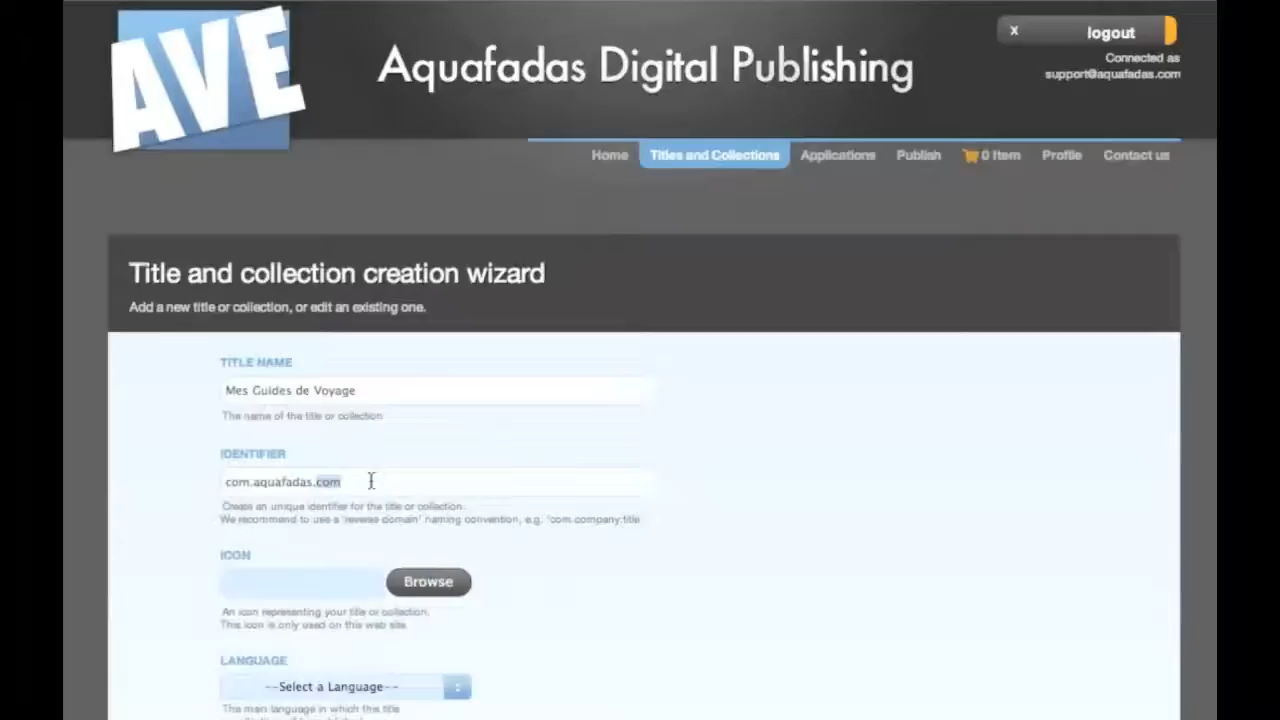 AVE
Aquafadas Digital Publishing
x logout
Connected as
support@aquafadas.com
Home Titles and Collections Applications Publish 0 Item Profile Contact us
Title and collection creation wizard
Add a new title or collection, or edit an existing one.
TITLE NAME
Mes Guides de Voyage
The name of the title or collection
IDENTIFIER
com.aquafadas.com
Create an unique identifier for the title or collection.
We recommend to use a 'reverse domain' naming convention, e.g. 'com.company.title
ICON
Browse
An icon representing your title or collection.
This icon is only used on this web site.
LANGUAGE
--Select a Language--
The main language in which this title